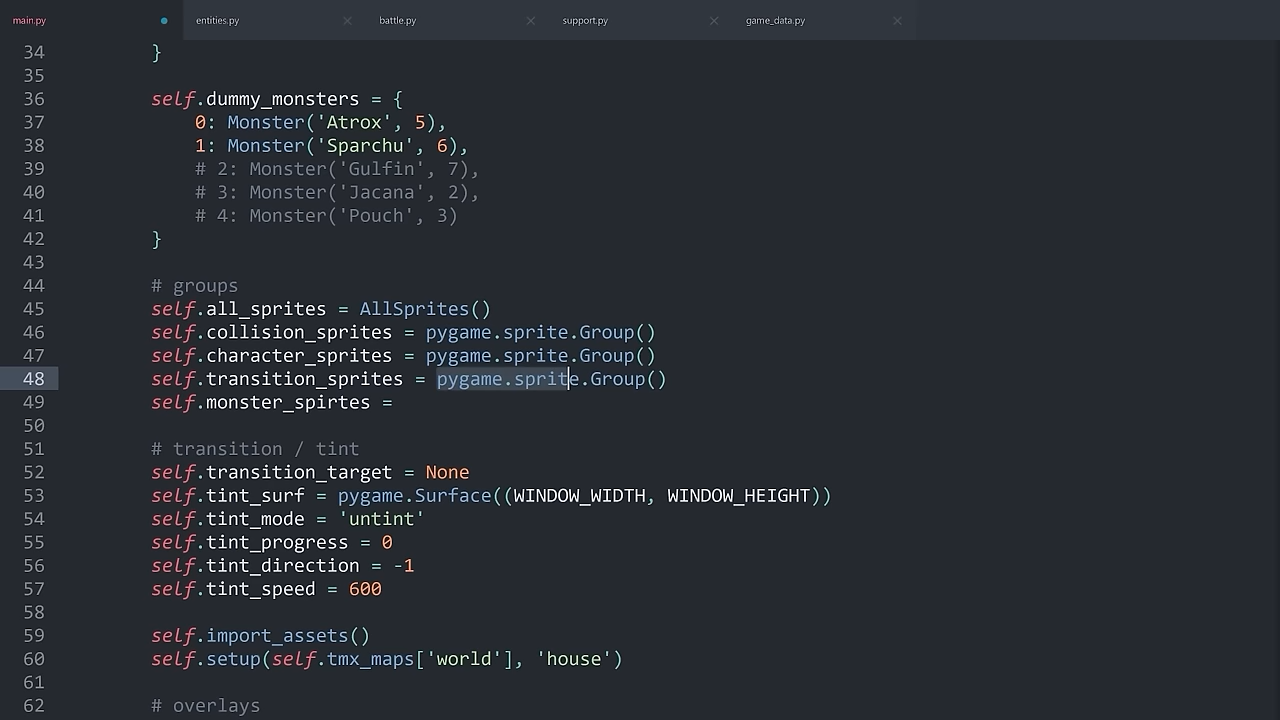 main.py entities.py battle.py support.py game_data.py
34 }
35
36 self.dummy_monsters = {
37 0: Monster('Atrox', 5),
38 1: Monster('Sparchu', 6),
39 # 2: Monster('Gulfin', 7),
40 # 3: Monster('Jacana', 2),
41 # 4: Monster('Pouch', 3)
42 }
43
44 # groups
45 self.all_sprites = AllSprites()
46 self.collision_sprites = pygame.sprite.Group()
47 self.character_sprites = pygame.sprite.Group()
48 self.transition_sprites = pygame.sprite.Group()
49 self.monster_spirtes =
50
51 # transition / tint
52 self.transition_target = None
53 self.tint_surf = pygame.Surface((WINDOW_WIDTH, WINDOW_HEIGHT))
54 self.tint_mode = 'untint'
55 self.tint_progress = 0
56 self.tint_direction = -1
57 self.tint_speed = 600
58
59 self.import_assets()
60 self.setup(self.tmx_maps['world'], 'house')
61
62 # overlays